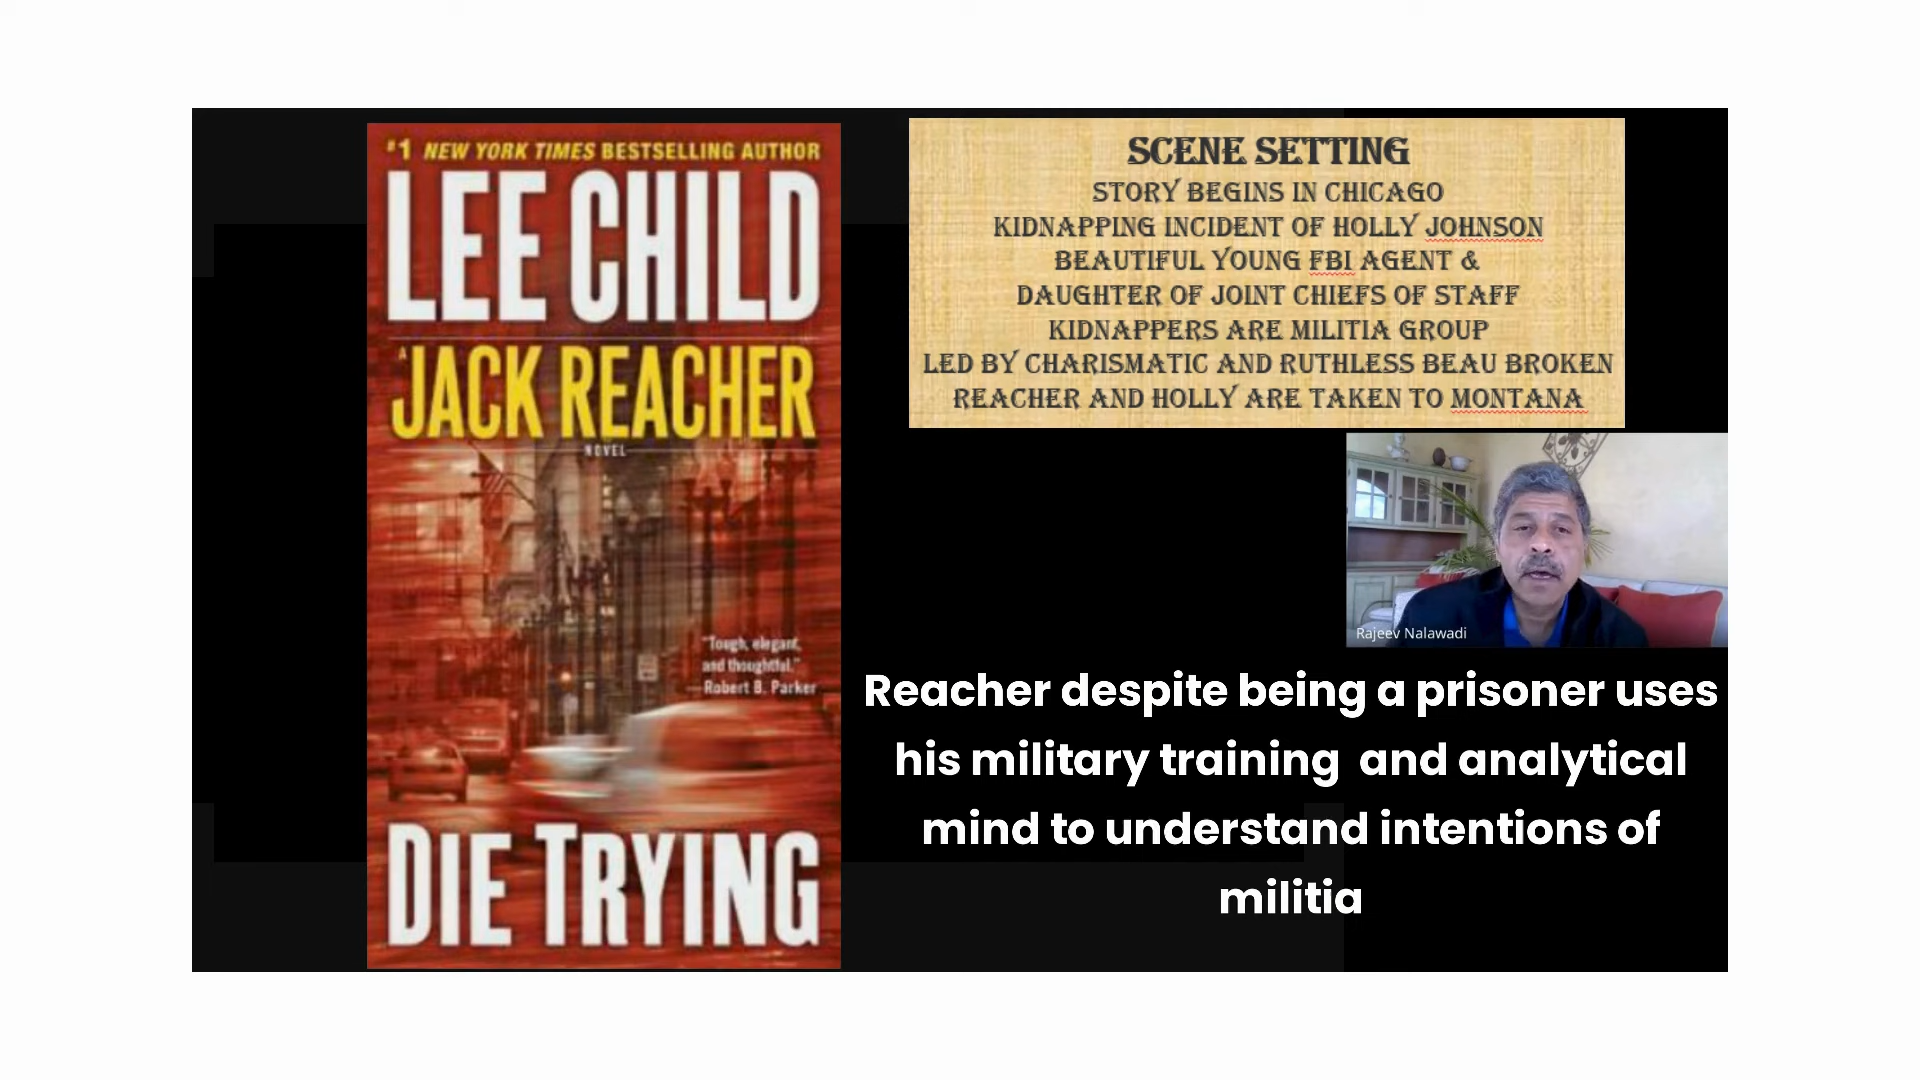 #1 NEW YORK TIMES BESTSELLING AUTHOR
LEE CHILD
A
JACK REACHER
NOVEL
"Tough, elegant,
and thoughtful."
—Robert B. Parker
DIE TRYING
SCENE SETTING
STORY BEGINS IN CHICAGO
KIDNAPPING INCIDENT OF HOLLY JOHNSON
BEAUTIFUL YOUNG FBI AGENT &
DAUGHTER OF JOINT CHIEFS OF STAFF
KIDNAPPERS ARE MILITIA GROUP
LED BY CHARISMATIC AND RUTHLESS BEAU BROKEN
REACHER AND HOLLY ARE TAKEN TO MONTANA
Rajeev Nalawadi
Reacher despite being a prisoner uses
his military training and analytical
mind to understand intentions of
militia